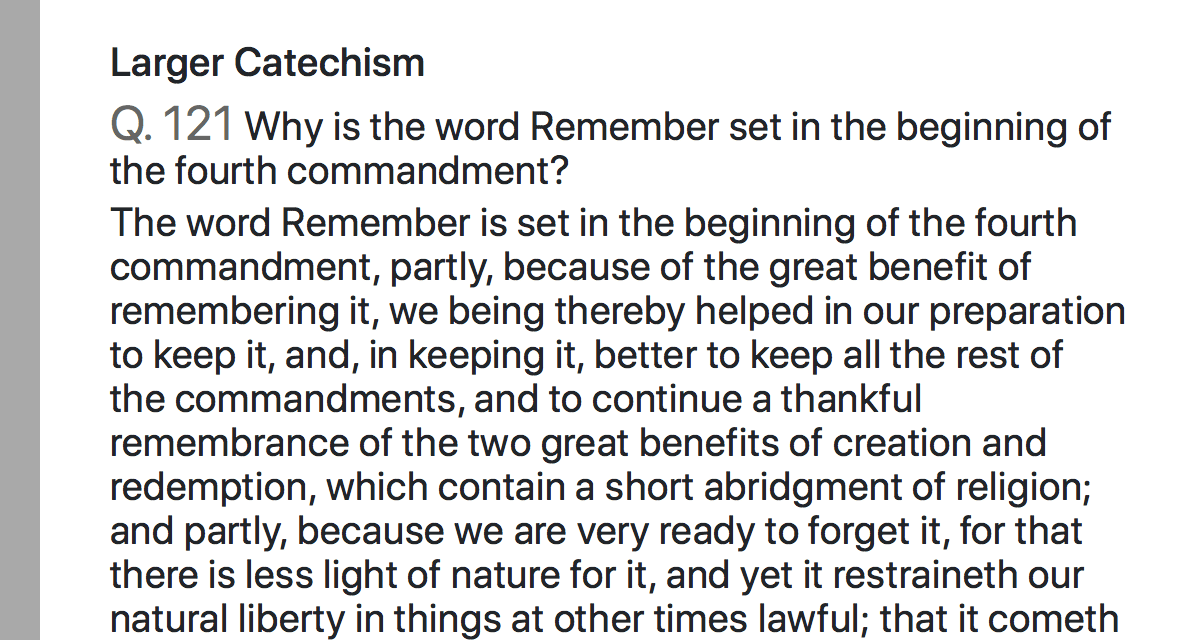 Larger Catechism
Q. 121 Why is the word Remember set in the beginning of
the fourth commandment?
The word Remember is set in the beginning of the fourth
commandment, partly, because of the great benefit of
remembering it, we being thereby helped in our preparation
to keep it, and, in keeping it, better to keep all the rest of
the commandments, and to continue a thankful
remembrance of the two great benefits of creation and
redemption, which contain a short abridgment of religion;
and partly, because we are very ready to forget it, for that
there is less light of nature for it, and yet it restraineth our
natural liberty in things at other times lawful; that it cometh